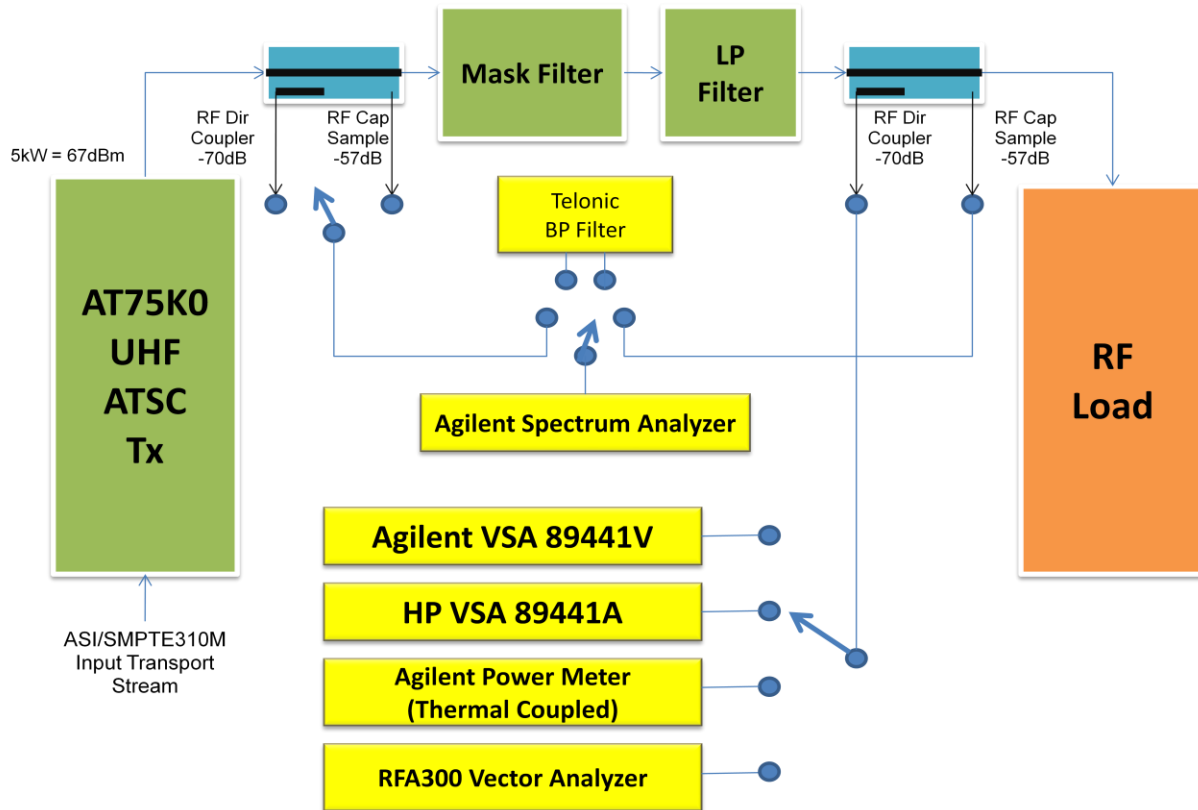 Mask Filter
LP
Filter
RF Dir
Coupler
-70dB
RF Cap
Sample
-57dB
RF Dir
Coupler
-70dB
RF Cap
Sample
-57dB
5kW = 67dBm
Telonic
BP Filter
AT75K0
UHF
ATSC
Tx
RF
Load
Agilent Spectrum Analyzer
Agilent VSA 89441V
HP VSA 89441A
Agilent Power Meter
(Thermal Coupled)
RFA300 Vector Analyzer
ASI/SMPTE310M
Input Transport
Stream